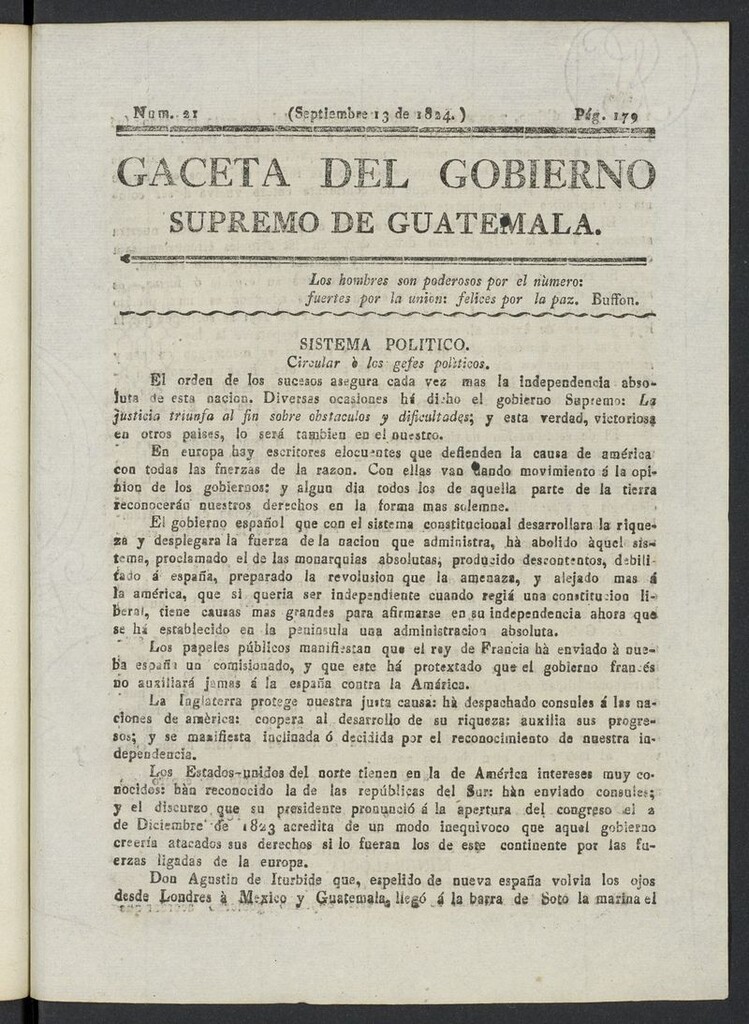 Num. 21 (Septiembre 13 de 1824.) Pág. 179
GACETA DEL GOBIERNO
SUPREMO DE GUATEMALA.
Los hombres son poderosos por el nùmero:
fuertes por la union: felices por la paz. Buffon.
SISTEMA POLITICO.
Circular à los gefes polìticos.
El orden de los sucesos asegura cada vez mas la independencia abso-
luta de esta nacion. Diversas ocasiones há dicho el gobierno Supremo: La
justicia triunfa al fin sobre obstaculos y dificultades; y esta verdad, victoriosa
en otros paises, lo será tambien en el nuestro.
En europa hay escritores elocuentes que defienden la causa de américa
con todas las fnerzas de la razon. Con ellas van dando movimiento á la opi-
nion de los gobiernos: y algun dia todos los de aquella parte de la tierra
reconocerán nuestros derechos en la forma mas solemne.
El gobierno español que con el sistema constitucional desarrollara la rique-
za y desplegara la fuerza de la nacion que administra, há abolido àquel sis-
tema, proclamado el de las monarquias absolutas, producido descontentos, debili-
tado á españa, preparado la revolusion que la amenaza, y alejado mas á
la américa, que si queria ser independiente cuando regiá una constitucion li-
beral, tiene causas mas grandes para afirmarse en su independencia ahora que
se há establecido en la peninsula una administracion absoluta.
Los papeles públicos manifiestan que el rey de Francia hà enviado à nue-
ba españa un comisionado, y que este há protextado que el gobierno francés
no auxiliará jamas á la españa contra la Amárica.
La Inglaterra protege nuestra justa causa: hà despachado consules á las na-
ciones de amèrica: coopera al desarrollo de su riqueza: auxilia sus progre-
sos; y se manifiesta inclinada ó decidida por el reconocimiento de nuestra in-
dependencia.
Los Estados-unidos del norte tienen en la de América intereses muy co-
nocidos: hàn reconocido la de las repúblicas del Sur: hàn enviado consules;
y el discurzo que su presidente pronunció á la apertura del congreso el 2
de Diciembre de 1823 acredita de un modo inequivoco que aquel gobierno
creería atacados sus derechos si lo fueran los de este continente por las fu-
erzas ligadas de la europa.
Don Agustin de Iturbide que, espelido de nueva españa volvia los ojos
desde Londres à Mexico y Guatemala, llegó á la barra de Soto la marina el